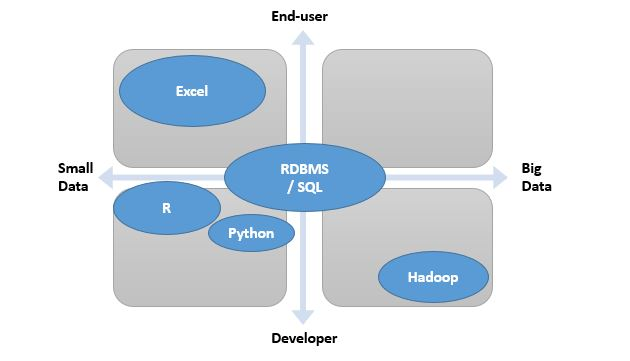 End-user
Excel
Small
Data
RDBMS
/ SQL
Big
Data
R
Python
Hadoop
Developer